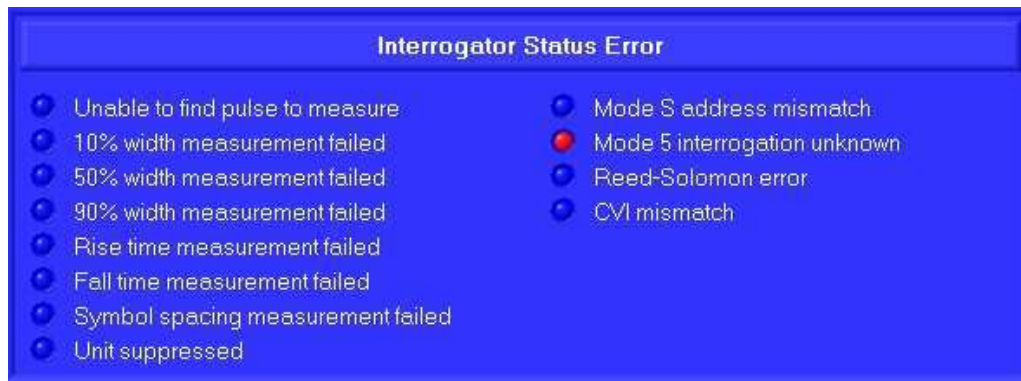 Interrogator Status Error
Unable to find pulse to measure
10% width measurement failed
50% width measurement failed
90% width measurement failed
Rise time measurement failed
Fall time measurement failed
Symbol spacing measurement failed
Unit suppressed
Mode S address mismatch
Mode 5 interrogation unknown
Reed-Solomon error
CVI mismatch